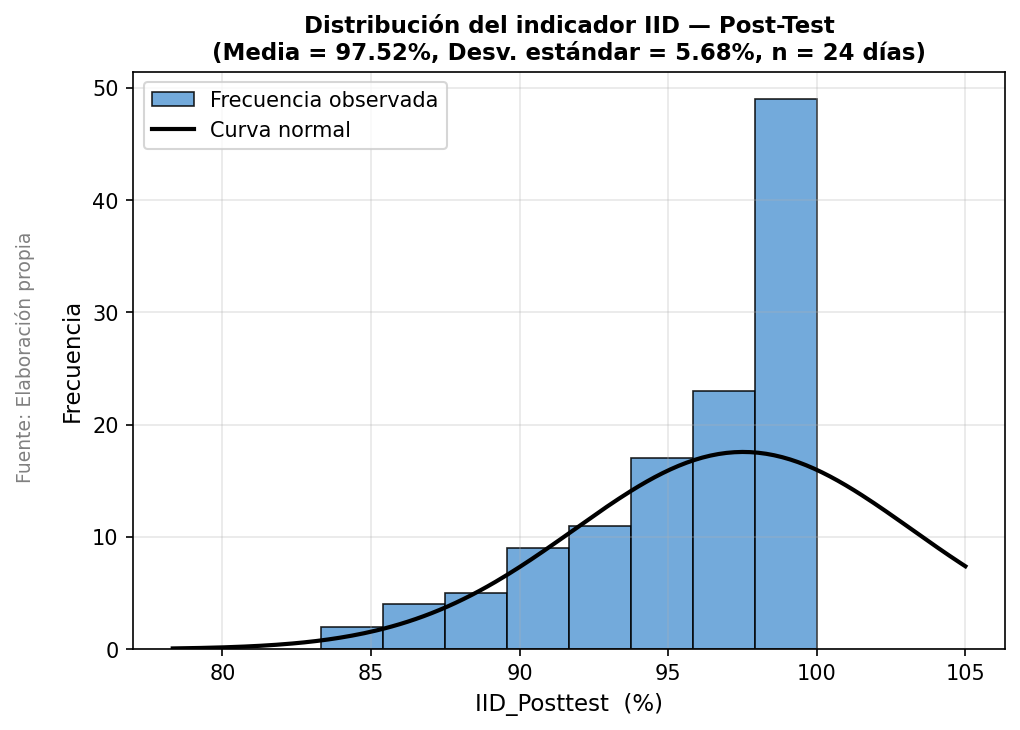 Distribución del indicador IID — Post-Test
(Media = 97.52%, Desv. estándar = 5.68%, n = 24 días)
Frecuencia observada
Curva normal
Fuente: Elaboración propia
Frecuencia
50
40
30
20
10
0
80 85 90 95 100 105
IID_Posttest (%)